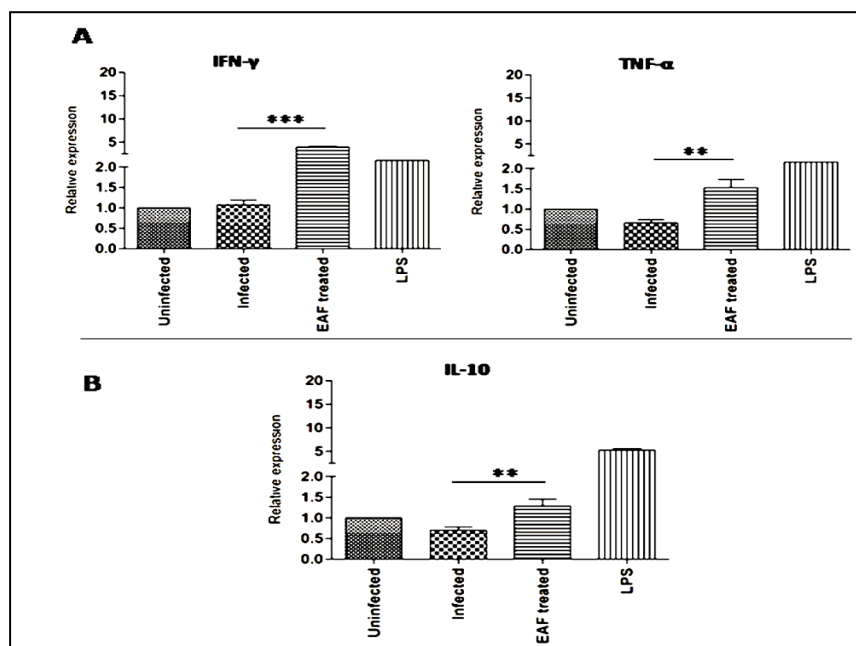 A
IFN-γ
Relative expression
20
15
10
5
2.0
1.5
1.0
0.5
0.0
***
Uninfected
Infected
EAF treated
LPS
TNF-α
Relative expression
20
15
10
5
2.0
1.5
1.0
0.5
0.0
**
Uninfected
Infected
EAF treated
LPS
B
IL-10
Relative expression
20
15
10
5
2.0
1.5
1.0
0.5
0.0
**
Uninfected
Infected
EAF treated
LPS